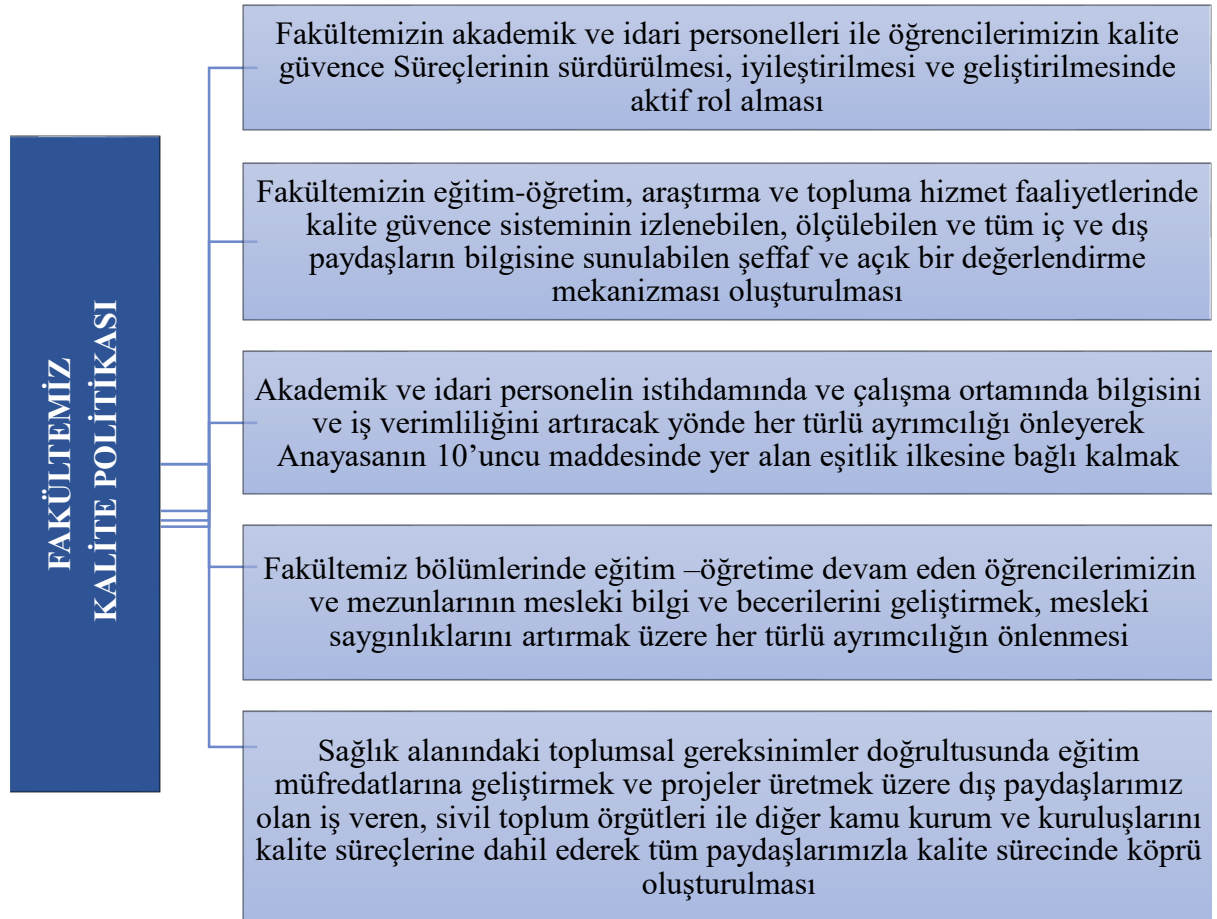 FAKÜLTEMİZ
KALİTE POLİTİKASI
Fakültemizin akademik ve idari personelleri ile öğrencilerimizin kalite
güvence Süreçlerinin sürdürülmesi, iyileştirilmesi ve geliştirilmesinde
aktif rol alması
Fakültemizin eğitim-öğretim, araştırma ve topluma hizmet faaliyetlerinde
kalite güvence sisteminin izlenebilen, ölçülebilen ve tüm iç ve dış
paydaşların bilgisine sunulabilen şeffaf ve açık bir değerlendirme
mekanizması oluşturulması
Akademik ve idari personelin istihdamında ve çalışma ortamında bilgisini
ve iş verimliliğini artıracak yönde her türlü ayrımcılığı önleyerek
Anayasanın 10’uncu maddesinde yer alan eşitlik ilkesine bağlı kalmak
Fakültemiz bölümlerinde eğitim –öğretime devam eden öğrencilerimizin
ve mezunlarının mesleki bilgi ve becerilerini geliştirmek, mesleki
saygınlıklarını artırmak üzere her türlü ayrımcılığın önlenmesi
Sağlık alanındaki toplumsal gereksinimler doğrultusunda eğitim
müfredatlarına geliştirmek ve projeler üretmek üzere dış paydaşlarımız
olan iş veren, sivil toplum örgütleri ile diğer kamu kurum ve kuruluşlarını
kalite süreçlerine dahil ederek tüm paydaşlarımızla kalite sürecinde köprü
oluşturulması